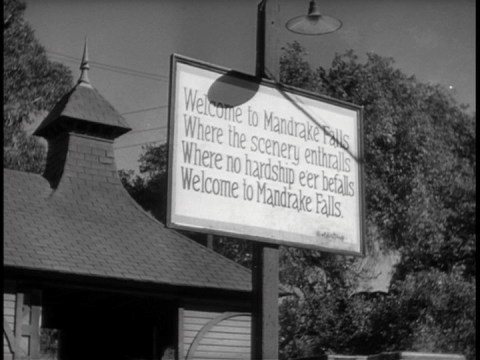 Welcome to Mandrake Falls
Where the scenery enthralls
Where no hardship e'er befalls
Welcome to Mandrake Falls.